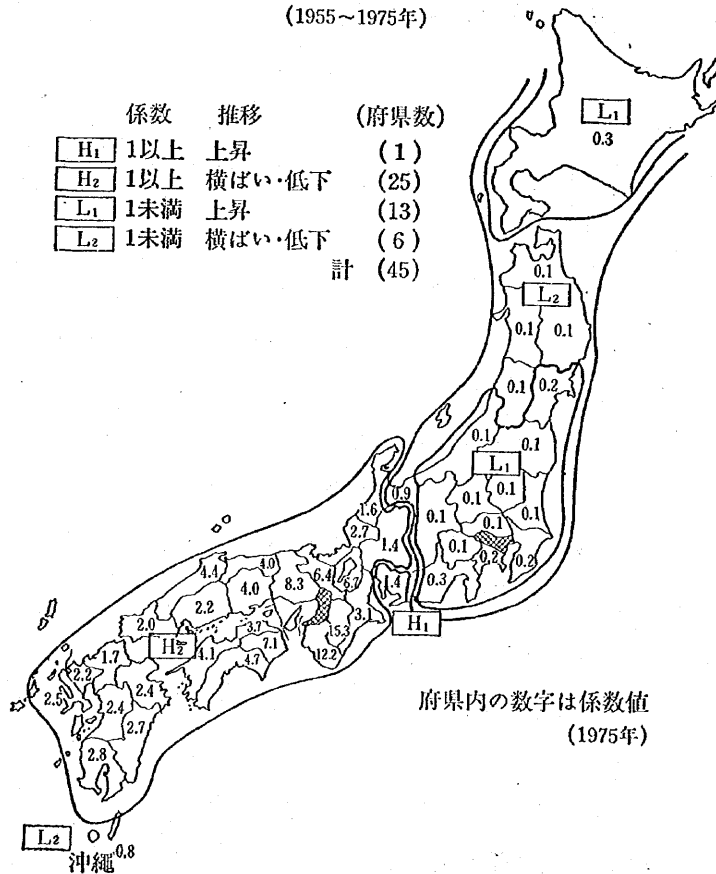 (1955～1975年)
係数 推移 (府県数)
H₁ 1以上 上昇 (1)
H₂ 1以上 横ばい・低下 (25)
L₁ 1未満 上昇 (13)
L₂ 1未満 横ばい・低下 (6)
計 (45)
L₁
0.3
0.1
L₂
0.1 0.1
0.1 0.2
0.1 0.1
L₁
0.9 0.1 0.1
0.1 0.1
1.6 0.1
2.7 1.4 0.1 0.2 0.2
4.4 4.0 8.3 6.4 6.7 1.4 0.3
2.2 4.0
2.0 3.7 15.3 3.1 H₁
H₂ 4.1 7.1 12.2
1.7 4.7
2.2 2.4
2.5 2.4
2.7
2.8
府県内の数字は係数値
(1975年)
L₂
沖縄 0.8